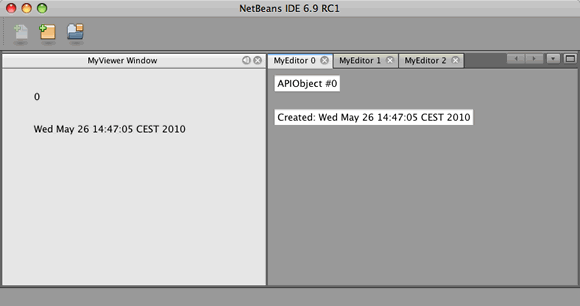 NetBeans IDE 6.9 RC1
MyViewer Window
MyEditor 0
MyEditor 1
MyEditor 2
0
Wed May 26 14:47:05 CEST 2010
APIObject #0
Created: Wed May 26 14:47:05 CEST 2010